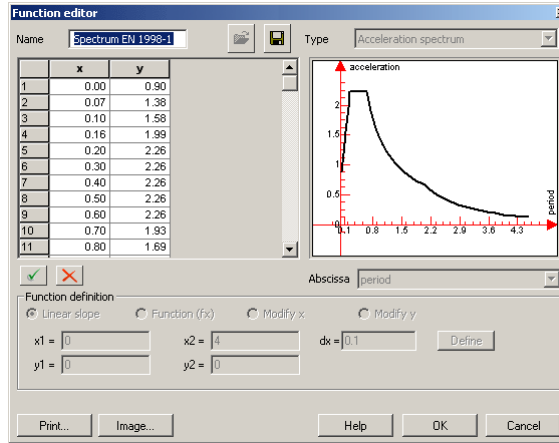 Function editor
Name Spectrum EN 1998-1 Type Acceleration spectrum
x y
1 0.00 0.90
2 0.07 1.38
3 0.10 1.58
4 0.16 1.99
5 0.20 2.26
6 0.30 2.26
7 0.40 2.26
8 0.50 2.26
9 0.60 2.26
10 0.70 1.93
11 0.80 1.69
acceleration
2
1.5
1
0.5
0
0.1 0.8 1.5 2.2 2.9 3.6 4.3
period
Abscissa period
Function definition
Linear slope Function (fx) Modify x Modify y
x1 = 0 x2 = 4 dx = 0.1 Define
y1 = 0 y2 = 0
Print... Image... Help OK Cancel